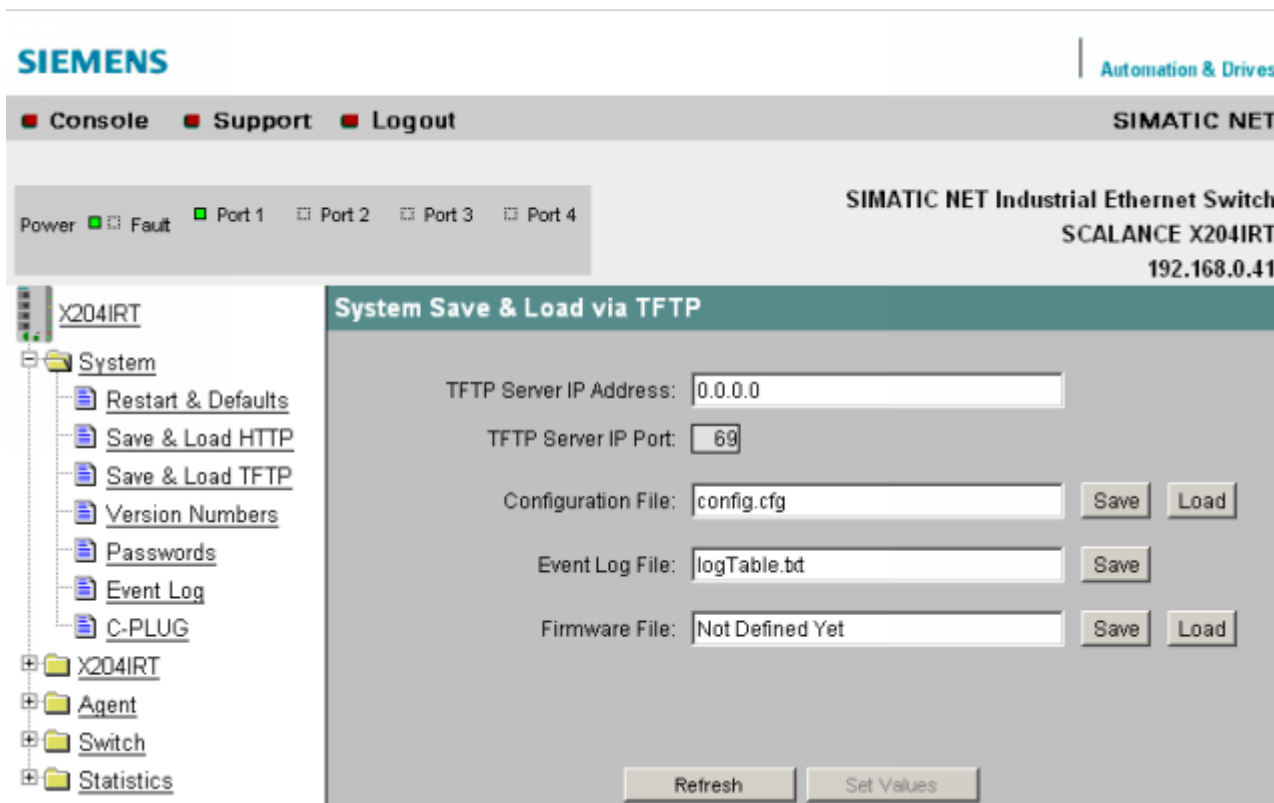 SIEMENS
Automation & Drives
Console Support Logout
SIMATIC NET
Power Fault Port 1 Port 2 Port 3 Port 4
SIMATIC NET Industrial Ethernet Switch
SCALANCE X204IRT
192.168.0.41
X204IRT
System
Restart & Defaults
Save & Load HTTP
Save & Load TFTP
Version Numbers
Passwords
Event Log
C-PLUG
X204IRT
Agent
Switch
Statistics
System Save & Load via TFTP
TFTP Server IP Address: 0.0.0.0
TFTP Server IP Port: 69
Configuration File: config.cfg Save Load
Event Log File: logTable.txt Save
Firmware File: Not Defined Yet Save Load
Refresh Set Values